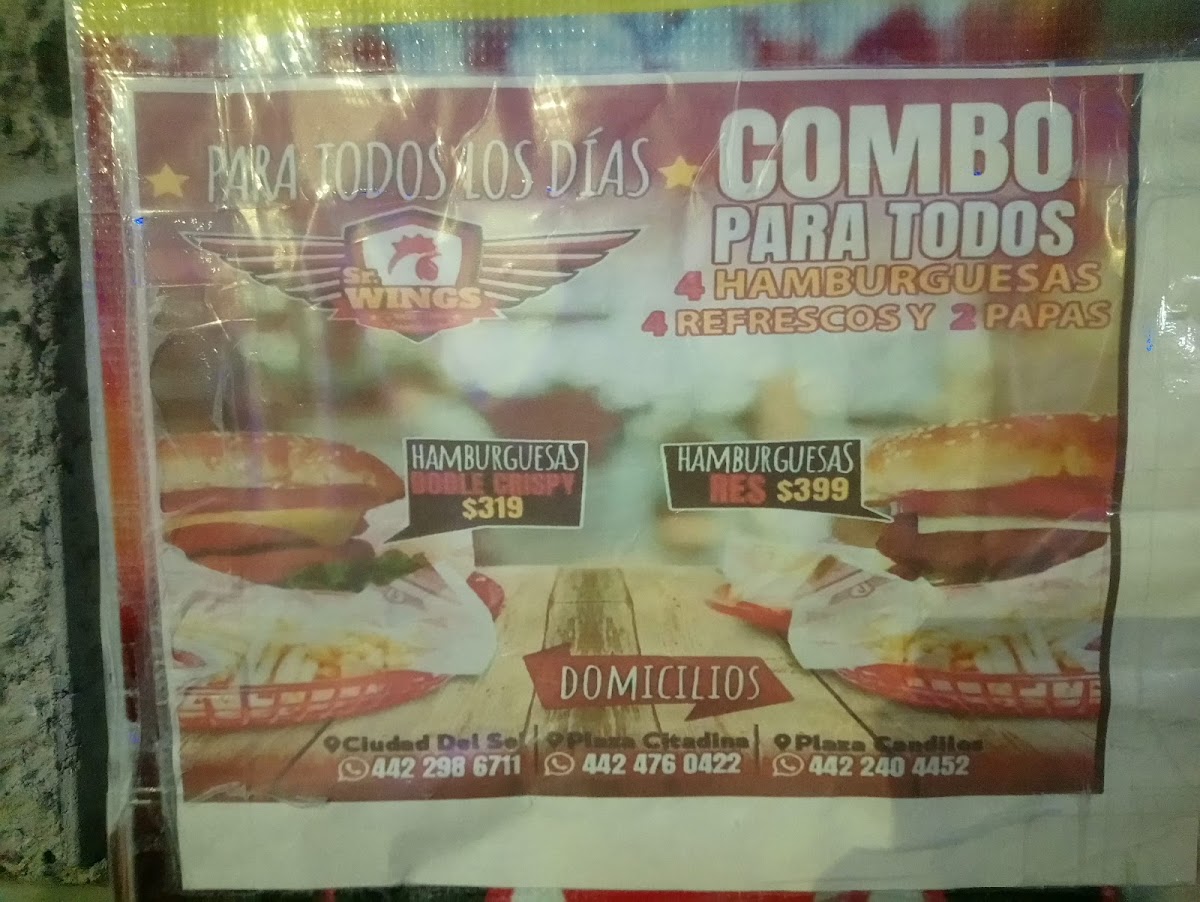 PARA TODOS LOS DÍAS
Sr.
WINGS
COMBO
PARA TODOS
4 HAMBURGUESAS
4 REFRESCOS Y 2 PAPAS
HAMBURGUESAS
DOBLE CRISPY
$319
HAMBURGUESAS
RES $399
DOMICILIOS
Ciudad Del Sol
442 298 6711
Plaza Citadina
442 476 0422
Plaza Candiles
442 240 4452